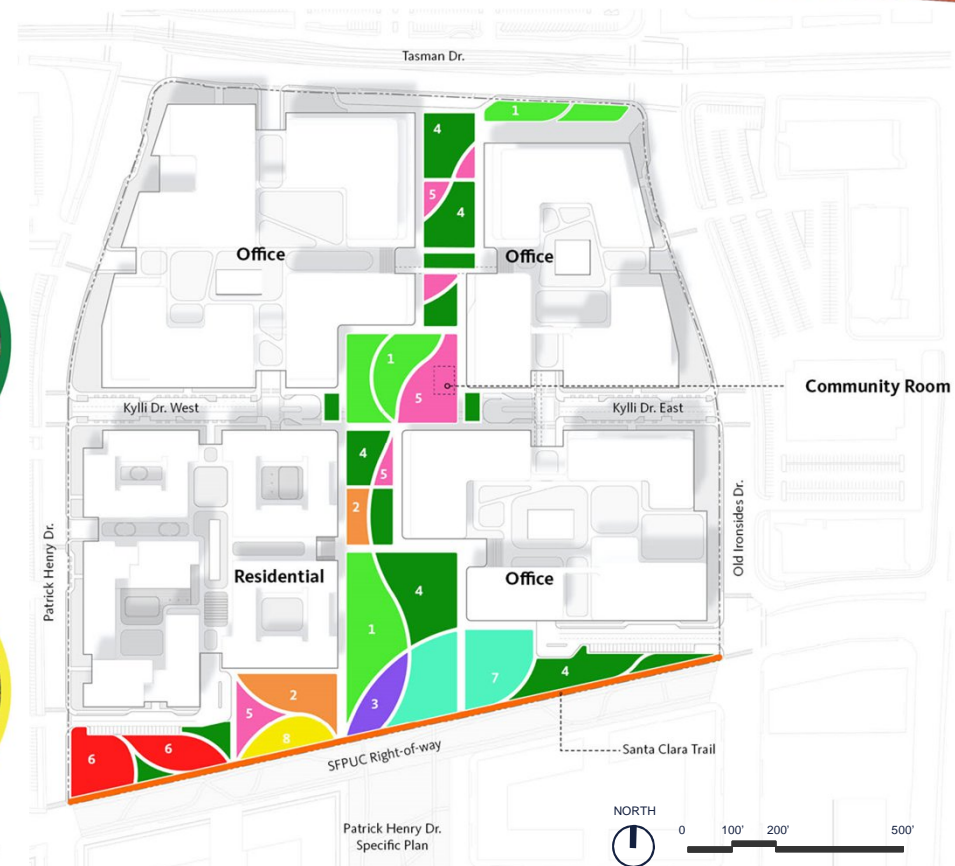 Tasman Dr.
1
4
5
4
Office
Office
1
5
Community Room
Kylli Dr. West
Kylli Dr. East
4
5
2
Patrick Henry Dr.
Old Ironsides Dr.
Residential
Office
4
1
7
4
2
3
5
8
6
6
SFPUC Right-of-way
Santa Clara Trail
Patrick Henry Dr.
Specific Plan
NORTH
0 100' 200' 500'